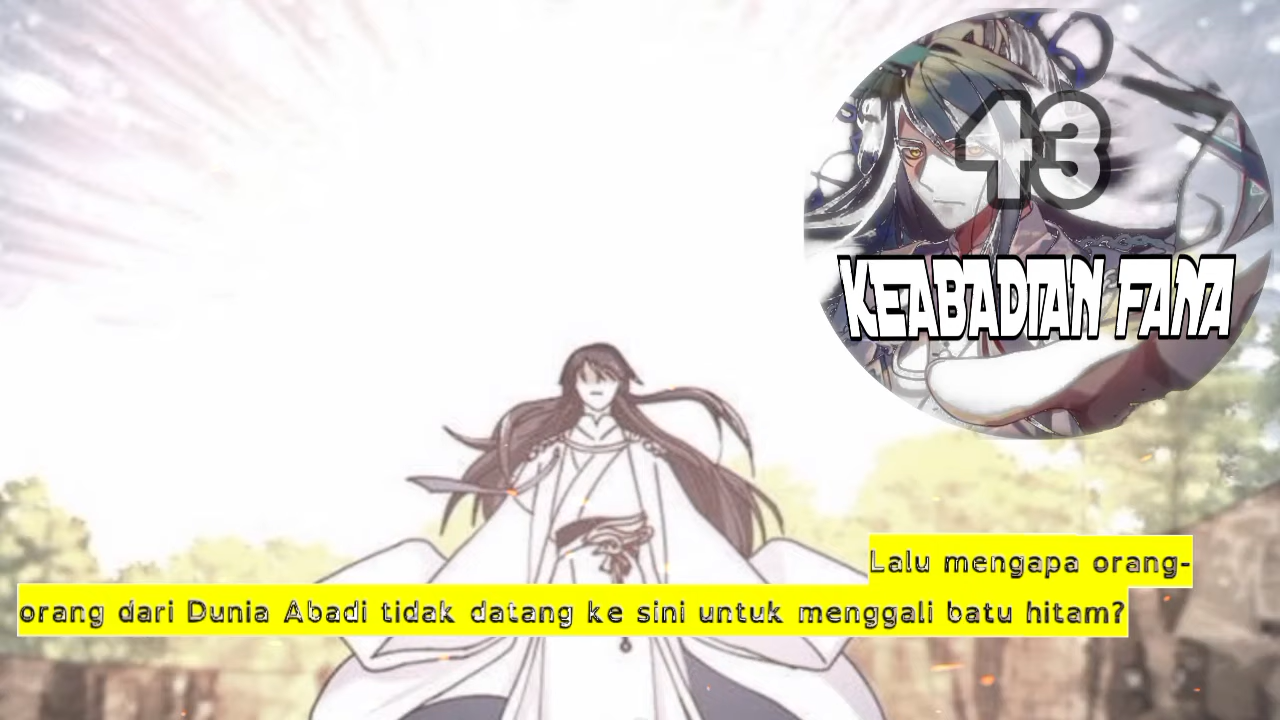 43
KEABADIAN FANA
Lalu mengapa orang-
orang dari Dunia Abadi tidak datang ke sini untuk menggali batu hitam?